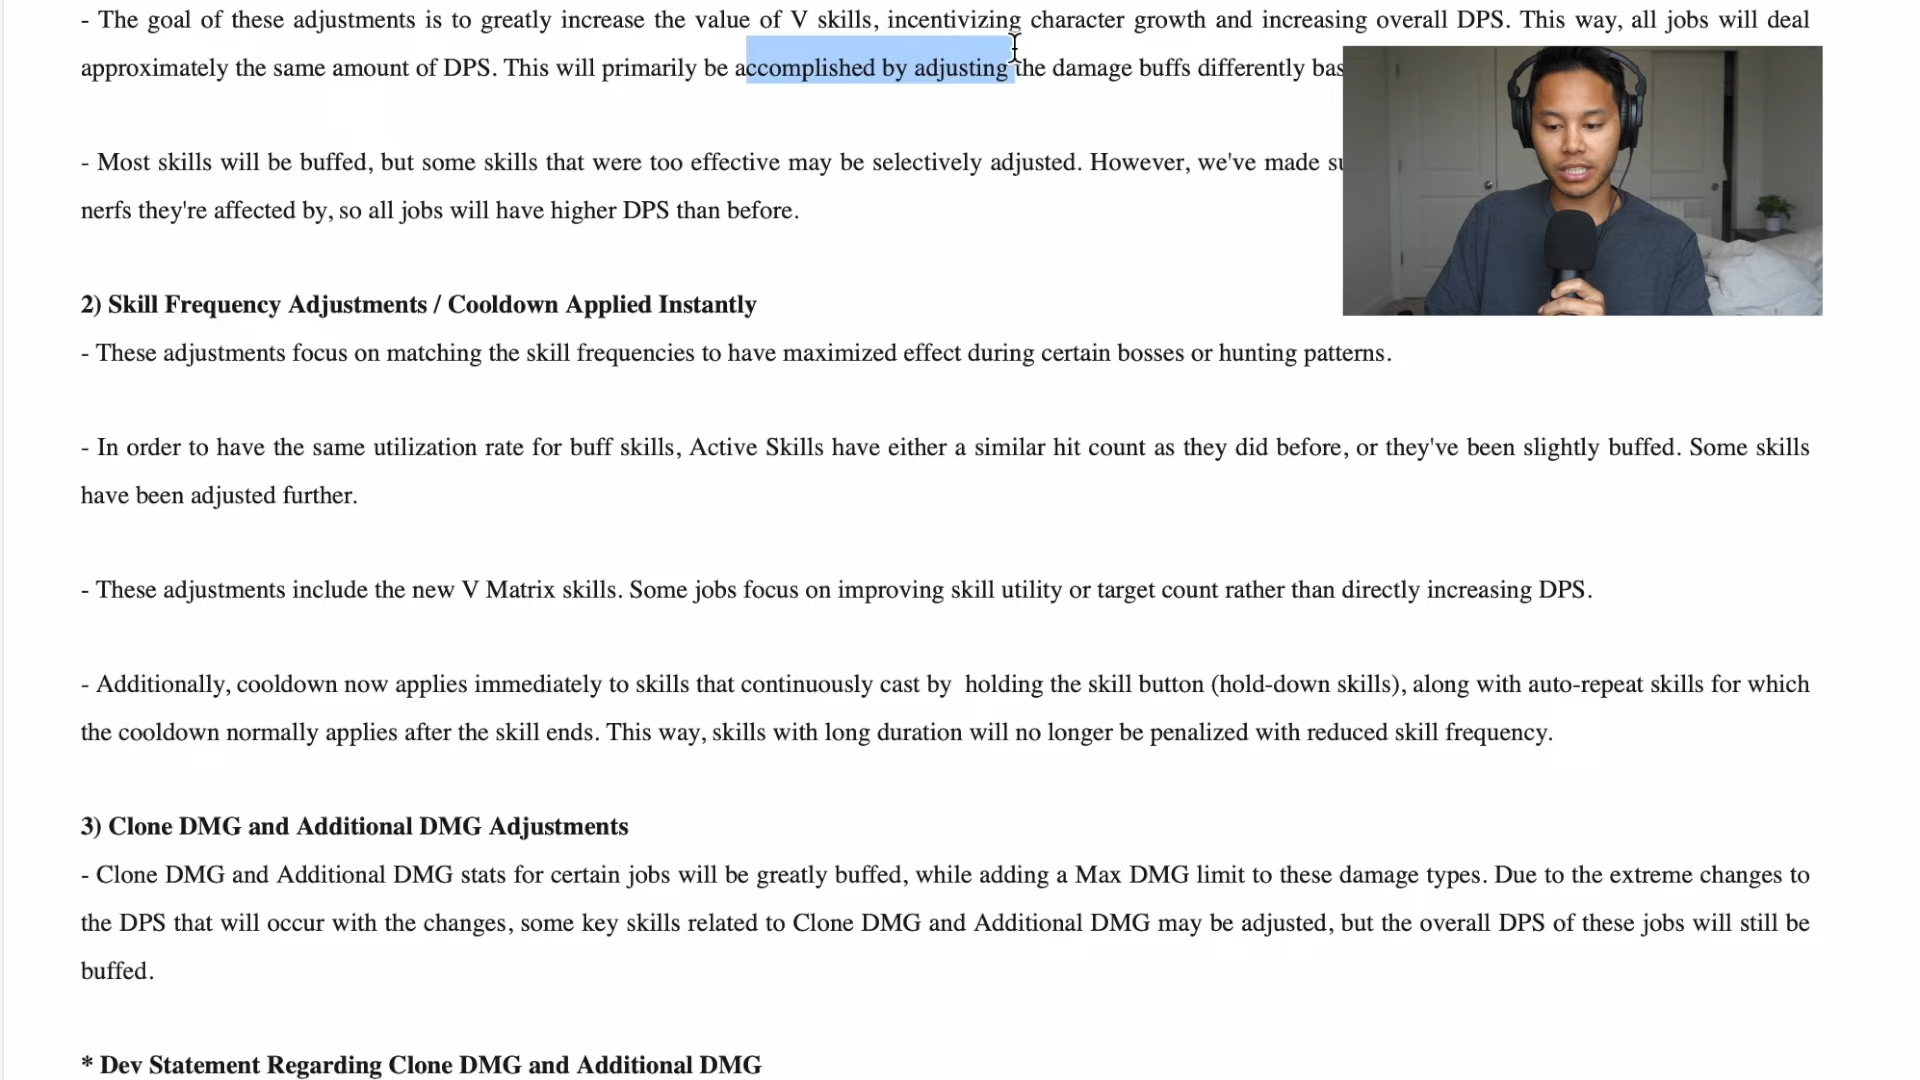 - The goal of these adjustments is to greatly increase the value of V skills, incentivizing character growth and increasing overall DPS. This way, all jobs will deal
approximately the same amount of DPS. This will primarily be accomplished by adjusting the damage buffs differently bas
- Most skills will be buffed, but some skills that were too effective may be selectively adjusted. However, we've made su
nerfs they're affected by, so all jobs will have higher DPS than before.
2) Skill Frequency Adjustments / Cooldown Applied Instantly
- These adjustments focus on matching the skill frequencies to have maximized effect during certain bosses or hunting patterns.
- In order to have the same utilization rate for buff skills, Active Skills have either a similar hit count as they did before, or they've been slightly buffed. Some skills
have been adjusted further.
- These adjustments include the new V Matrix skills. Some jobs focus on improving skill utility or target count rather than directly increasing DPS.
- Additionally, cooldown now applies immediately to skills that continuously cast by  holding the skill button (hold-down skills), along with auto-repeat skills for which
the cooldown normally applies after the skill ends. This way, skills with long duration will no longer be penalized with reduced skill frequency.
3) Clone DMG and Additional DMG Adjustments
- Clone DMG and Additional DMG stats for certain jobs will be greatly buffed, while adding a Max DMG limit to these damage types. Due to the extreme changes to
the DPS that will occur with the changes, some key skills related to Clone DMG and Additional DMG may be adjusted, but the overall DPS of these jobs will still be
buffed.
* Dev Statement Regarding Clone DMG and Additional DMG